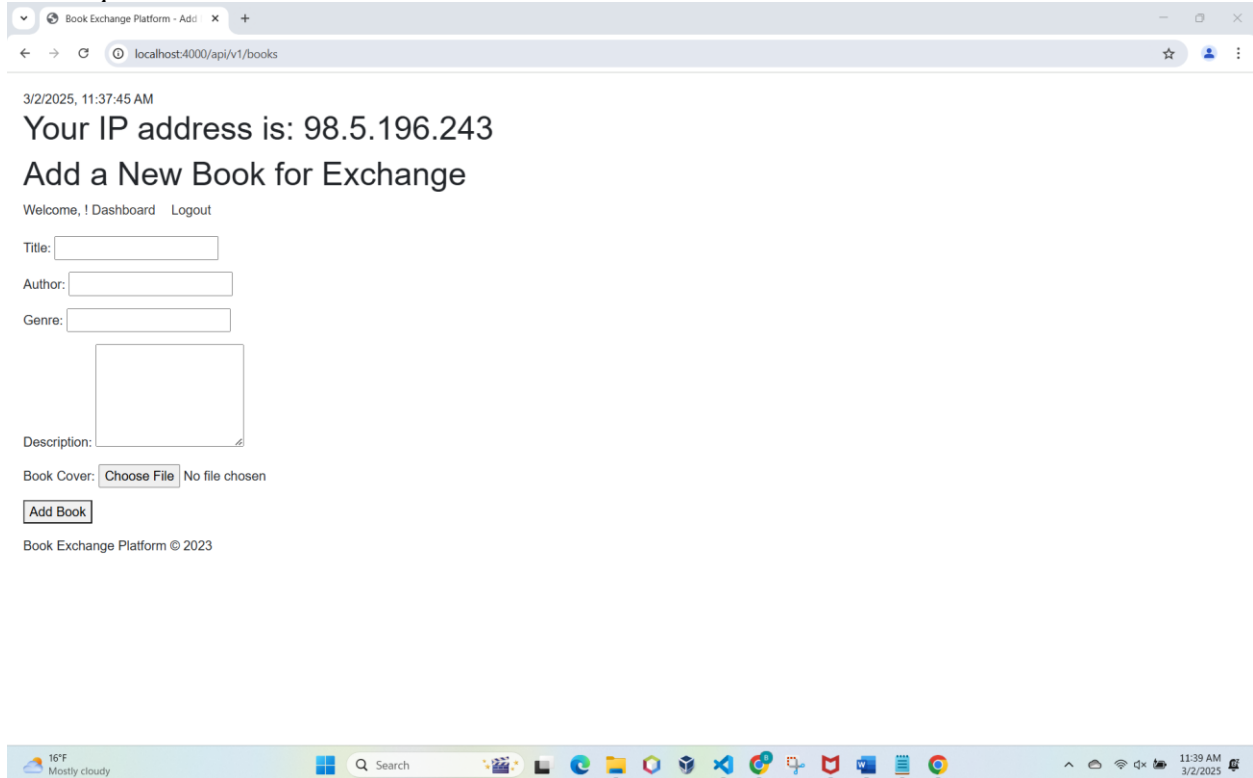 Book Exchange Platform - Add
localhost:4000/api/v1/books
3/2/2025, 11:37:45 AM
Your IP address is: 98.5.196.243
Add a New Book for Exchange
Welcome, ! Dashboard Logout
Title:
Author:
Genre:
Description:
Book Cover: Choose File No file chosen
Add Book
Book Exchange Platform © 2023
16°F
Mostly cloudy
Search
11:39 AM
3/2/2025